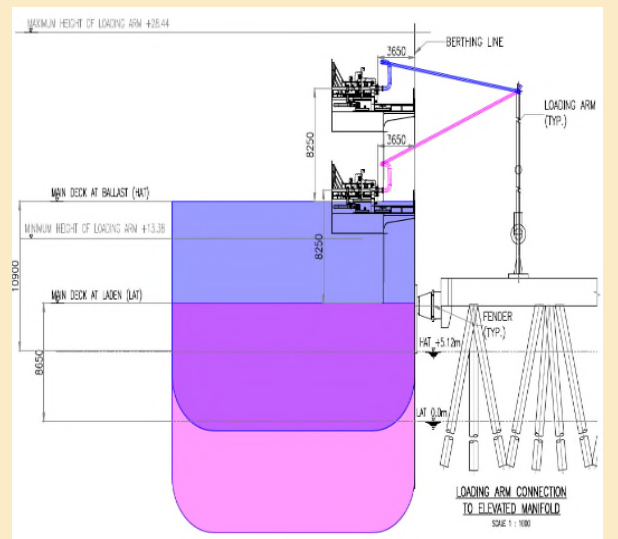 MAXIMUM HEIGHT OF LOADING ARM +28.44
BERTHING LINE
3650
LOADING ARM
(TYP.)
8250
3650
MAIN DECK AT BALLAST (HAT)
MINIMUM HEIGHT OF LOADING ARM +13.38
8250
10900
MAIN DECK AT LADEN (LAT)
FENDER
(TYP.)
HAT +5.12m
8650
LAT 0.0m
LOADING ARM CONNECTION
TO ELEVATED MANIFOLD
SCALE 1 : 1000